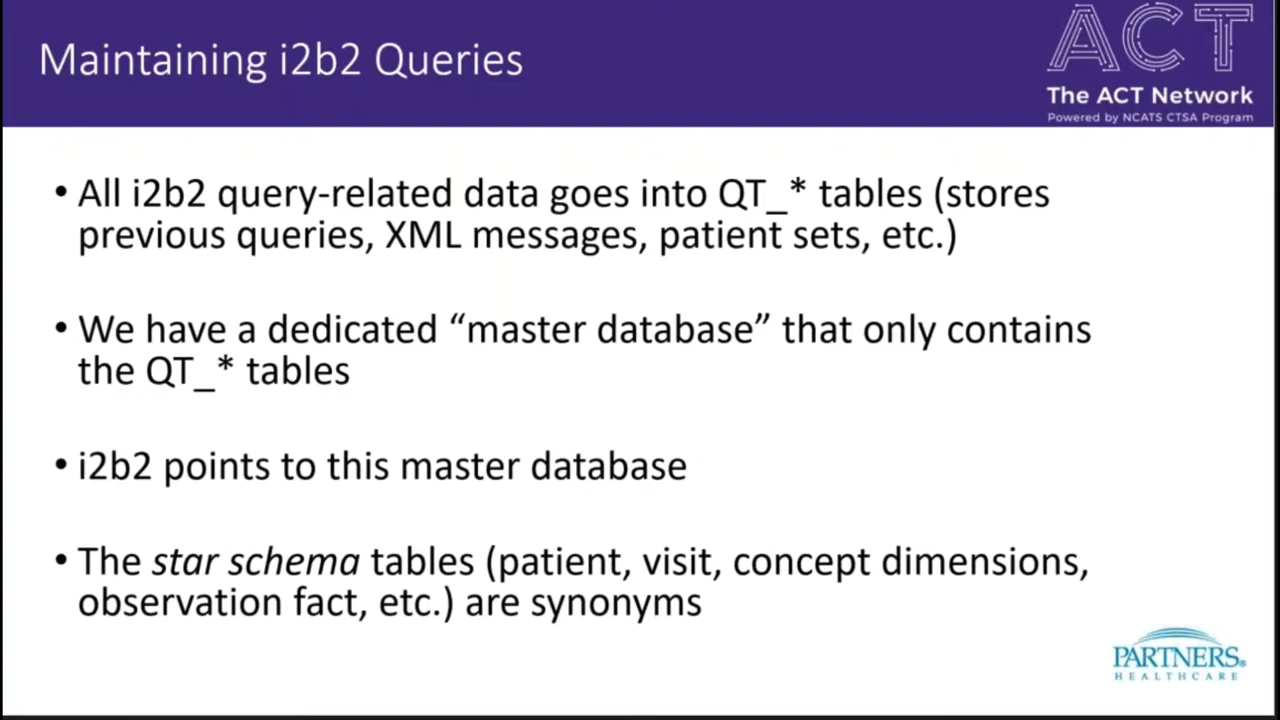 Maintaining i2b2 Queries
ACT
The ACT Network
Powered by NCATS CTSA Program
• All i2b2 query-related data goes into QT_* tables (stores
previous queries, XML messages, patient sets, etc.)
• We have a dedicated “master database” that only contains
the QT_* tables
• i2b2 points to this master database
• The star schema tables (patient, visit, concept dimensions,
observation fact, etc.) are synonyms
PARTNERS®
HEALTHCARE